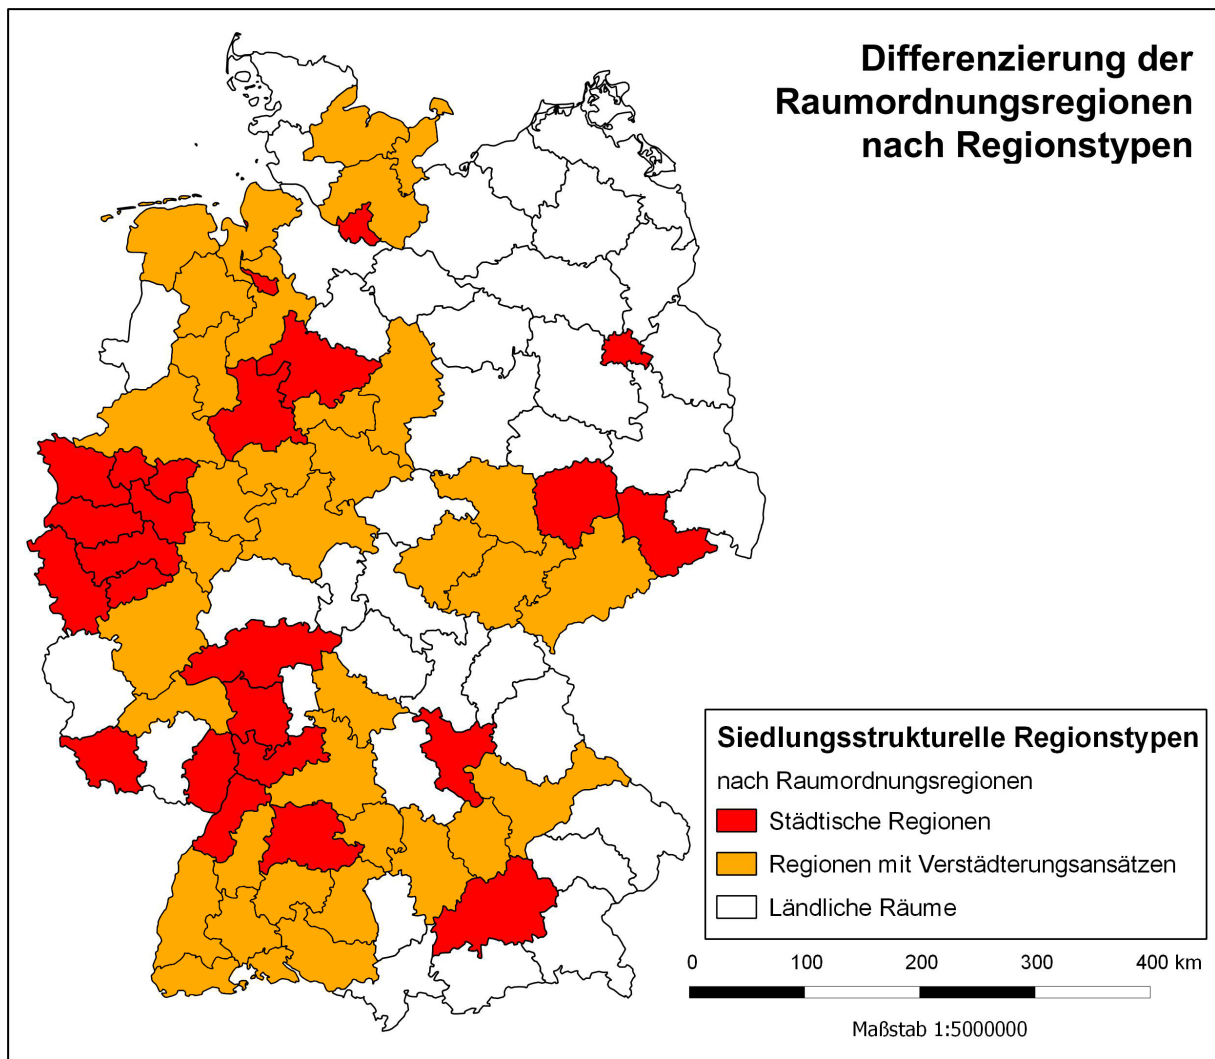 Differenzierung der
Raumordnungsregionen
nach Regionstypen
Siedlungsstrukturelle Regionstypen
nach Raumordnungsregionen
Städtische Regionen
Regionen mit Verstädterungsansätzen
Ländliche Räume
0 100 200 300 400 km
Maßstab 1:5000000